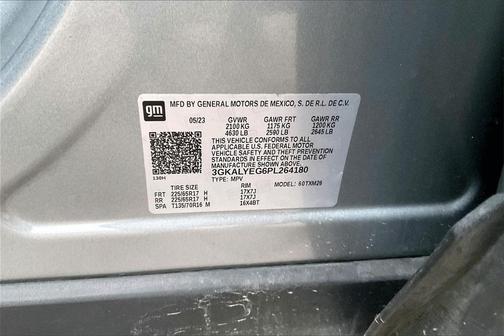 gm
MFD BY GENERAL MOTORS DE MEXICO, S. DE R.L. DE C.V.
05/23 GVWR GAWR FRT GAWR RR
2100 KG 1175 KG 1200 KG
4630 LB 2590 LB 2645 LB
THIS VEHICLE CONFORMS TO ALL
APPLICABLE U.S. FEDERAL MOTOR
VEHICLE SAFETY AND THEFT
PREVENTION STANDARDS IN
EFFECT ON THE DATE OF
MANUFACTURE SHOWN ABOVE.
3GKALYEG6PL264180
TYPE: MPV 60TXM26
TIRE SIZE RIM
FRT 225/65R17 H 17X7J
RR 225/65R17 H 17X7J
SPA T135/70R16 M 16X4BT